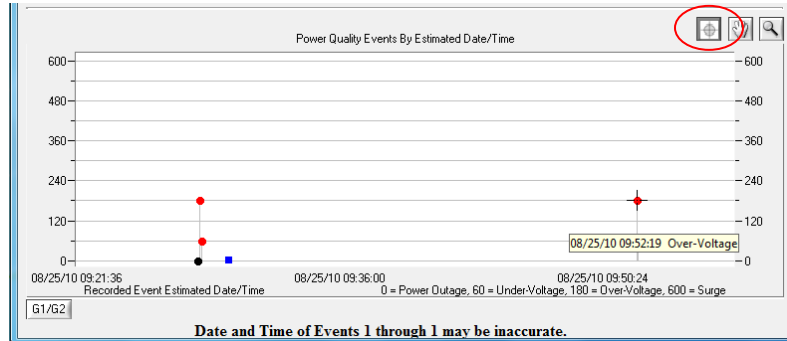 Power Quality Events By Estimated Date/Time
600 600
480 480
360 360
240 240
120 120
08/25/10 09:52:19 Over-Voltage
0 0
08/25/10 09:21:36 08/25/10 09:36:00 08/25/10 09:50:24
Recorded Event Estimated Date/Time 0 = Power Outage, 60 = Under-Voltage, 180 = Over-Voltage, 600 = Surge
G1/G2
Date and Time of Events 1 through 1 may be inaccurate.